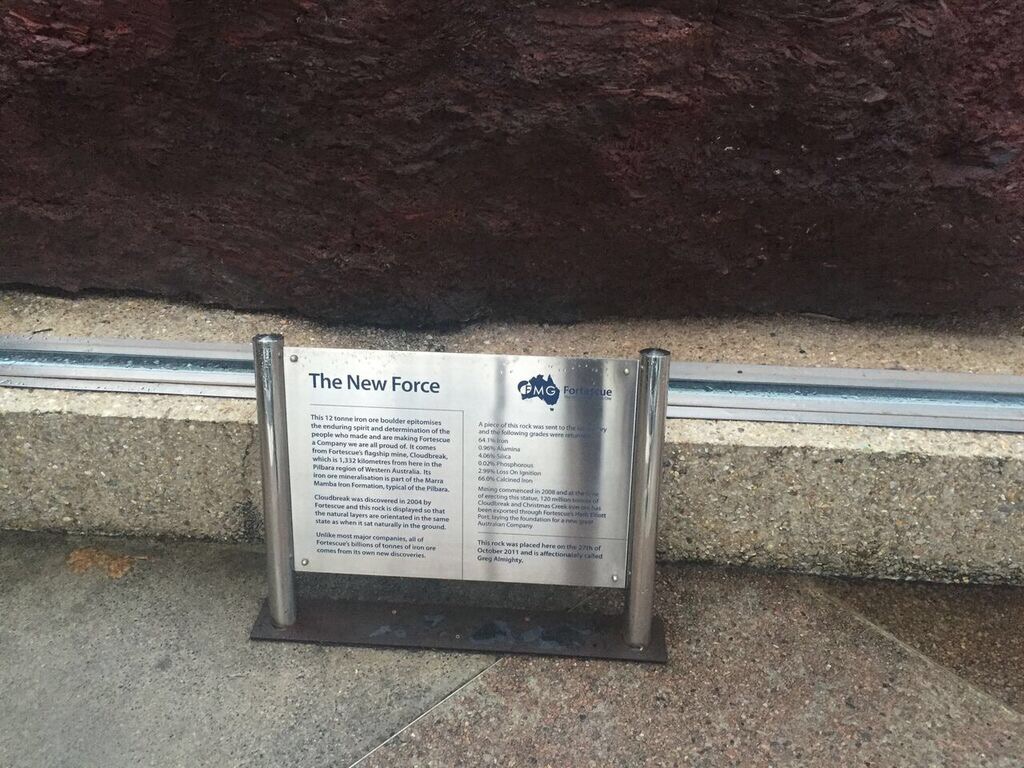 The New Force
This 12 tonne iron ore boulder epitomises
the enduring spirit and determination of the
people who made and are making Fortescue
a Company we are all proud of. It comes
from Fortescue's flagship mine, Cloudbreak,
which is 1,332 kilometres from here in the
Pilbara region of Western Australia. Its
iron ore mineralisation is part of the Marra
Mamba Iron Formation, typical of the Pilbara.
Cloudbreak was discovered in 2004 by
Fortescue and this rock is displayed so that
the natural layers are orientated in the same
state as when it sat naturally in the ground.
Unlike most major companies, all of
Fortescue's billions of tonnes of iron ore
comes from its own new discoveries.
FMG Fortescue
A piece of this rock was sent to the
and the following grades were returned:
64.1% Iron
0.96% Alumina
4.06% Silica
0.02% Phosphorous
2.99% Loss On Ignition
66.0% Calcined Iron
Mining commenced in 2008 and at the time
of erecting this statue, 120 million tonnes of
Cloudbreak and Christmas Creek iron ore has
been exported through Fortescue's Herb Elliott
Port, laying the foundation for a new great
Australian Company.
This rock was placed here on the 27th of
October 2011 and is affectionately called
Greg Almighty.